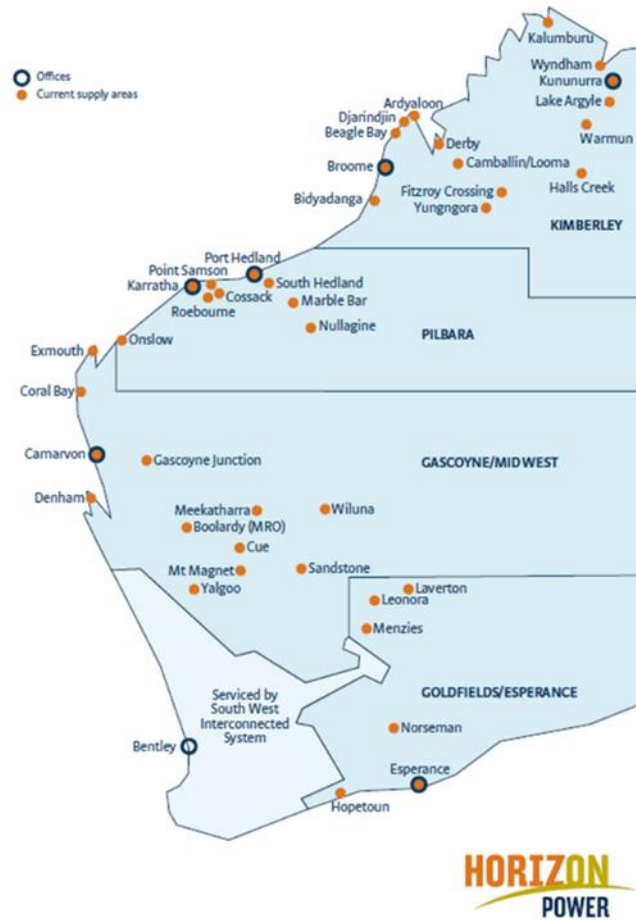 Offices
Current supply areas
Kalumburu
Wyndham
Kununurra
Lake Argyle
Warmun
Halls Creek
KIMBERLEY
Ardyaloon
Djarindjin
Beagle Bay
Derby
Broome
Camballin/Looma
Bidyadanga
Fitzroy Crossing
Yungngora
Port Hedland
Point Samson
Karratha
South Hedland
Cossack
Roebourne
Marble Bar
Nullagine
PILBARA
Onslow
Exmouth
Coral Bay
Carnarvon
Gascoyne Junction
GASCOYNE/MIDWEST
Denham
Meekatharra
Wiluna
Boolardy (MRO)
Cue
Mt Magnet
Sandstone
Yalgoo
Laverton
Leonora
Menzies
GOLDFIELDS/ESPERANCE
Serviced by
South West
Interconnected
System
Norseman
Bentley
Esperance
Hopetoun
HORIZON
POWER